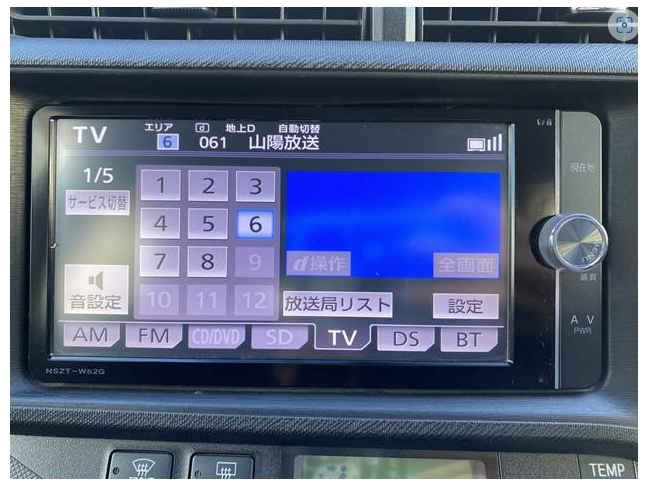 TV エリア 6 d 地上D 061 自動切替 山陽放送
1/5
サービス切替
1 2 3
4 5 6
7 8 9
10 11 12
d操作 全画面
音設定 放送局リスト 設定
AM FM CD/DVD SD TV DS BT
NSZT-W62G
現在地
画質
A V
PWR
FRONT
TEMP